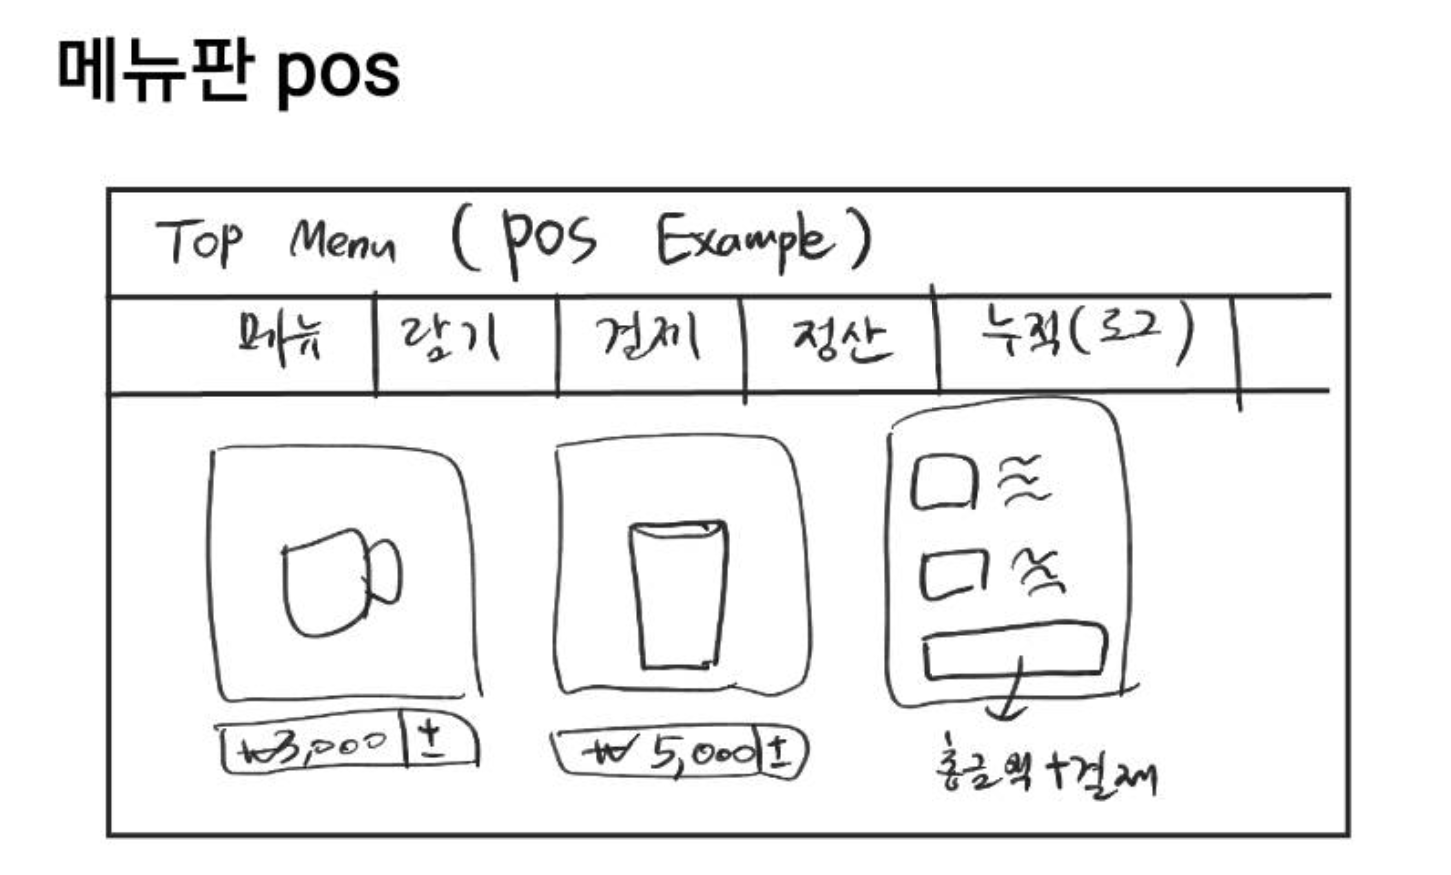 메뉴판 pos
Top Menu (pos Example)
메뉴 담기 결제 정산 누적(로그)
₩3,000 ±
₩5,000 ±
총금액+결제